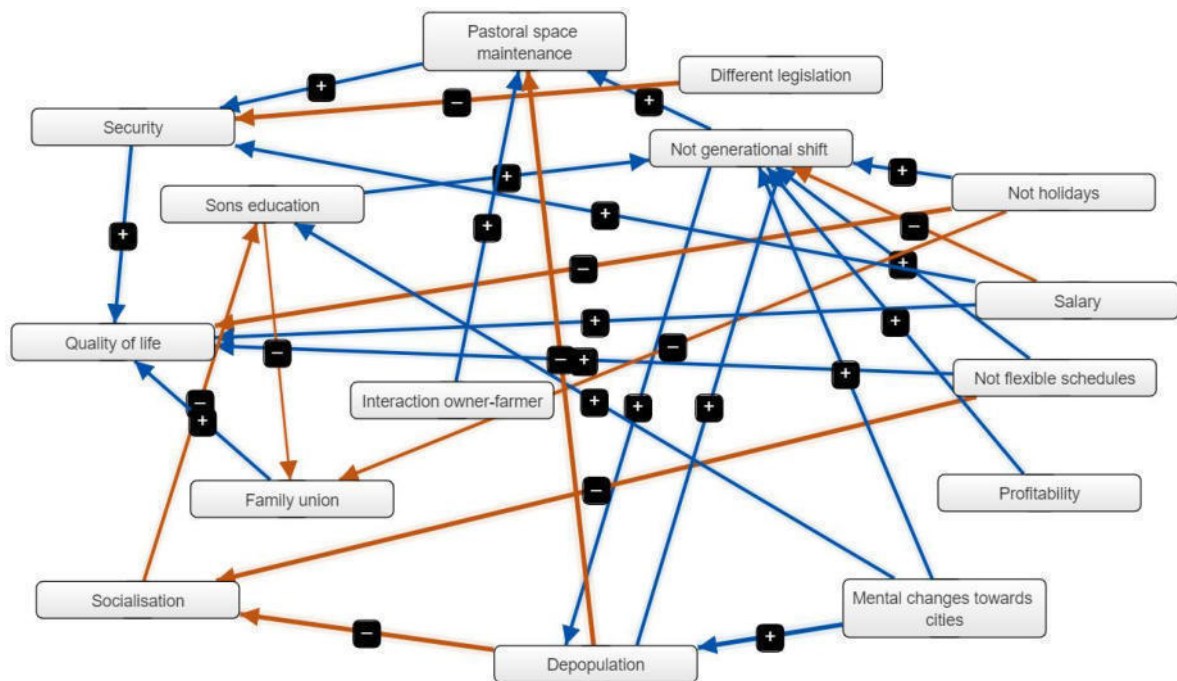 Pastoral space
maintenance
Different legislation
+
−
+
Security
Not generational shift
+
+
Not holidays
Sons education
+
+
−
+
−
+
Salary
+
+
Quality of life
−
−
+
−
+
Not flexible schedules
−
+
Interaction owner-farmer
+
+
+
−
Family union
Profitability
Socialisation
Mental changes towards
cities
−
+
Depopulation